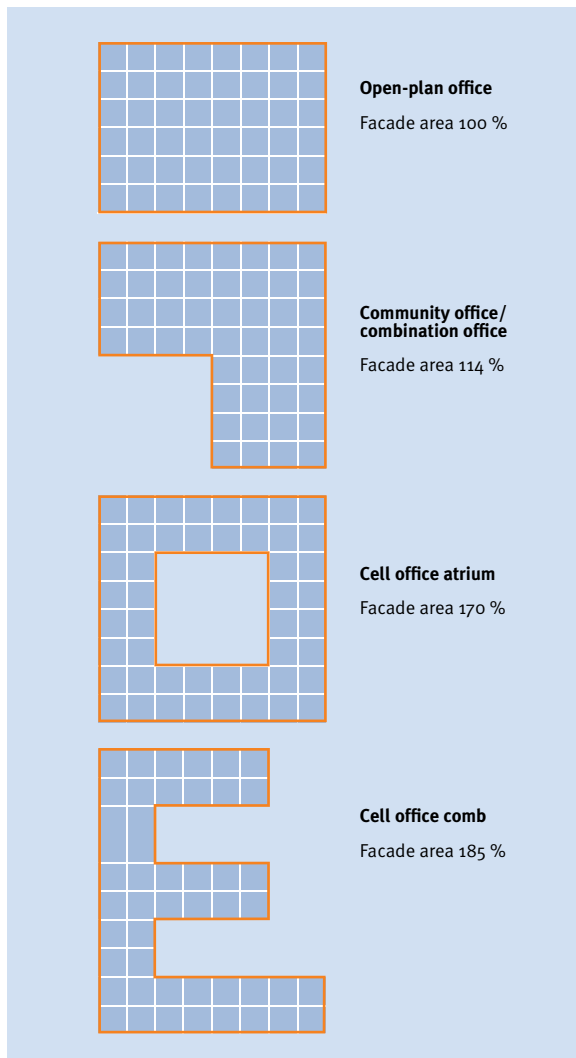 Open-plan office
Facade area 100 %
Community office/
combination office
Facade area 114 %
Cell office atrium
Facade area 170 %
Cell office comb
Facade area 185 %